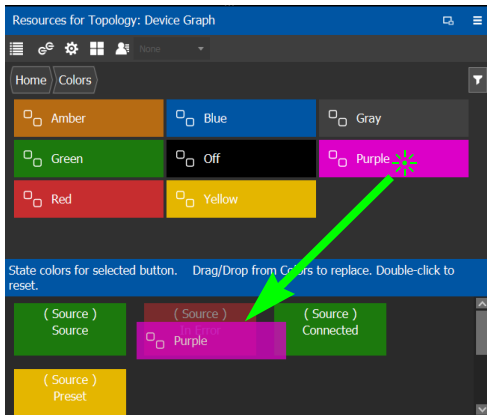 Resources for Topology: Device Graph
None
Home Colors
Amber Blue Gray
Green Off Purple
Red Yellow
State colors for selected button. Drag/Drop from Colors to replace. Double-click to
reset.
( Source ) ( Source ) ( Source )
Source In Error Connected
Purple
( Source )
Preset